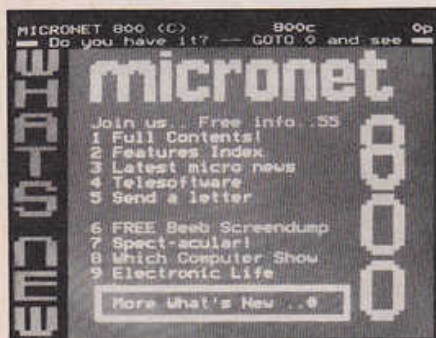 MICRONET 800 (C) 800c 0p
Do you have it? -- GOTO 0 and see
WHATS NEW
micronet
800
Join us.. Free info..55
1 Full Contents!
2 Features Index
3 Latest micro news
4 Telesoftware
5 Send a letter
6 FREE Beeb Screendump
7 Spect-acular!
8 Which Computer Show
9 Electronic Life
More What's New ..0